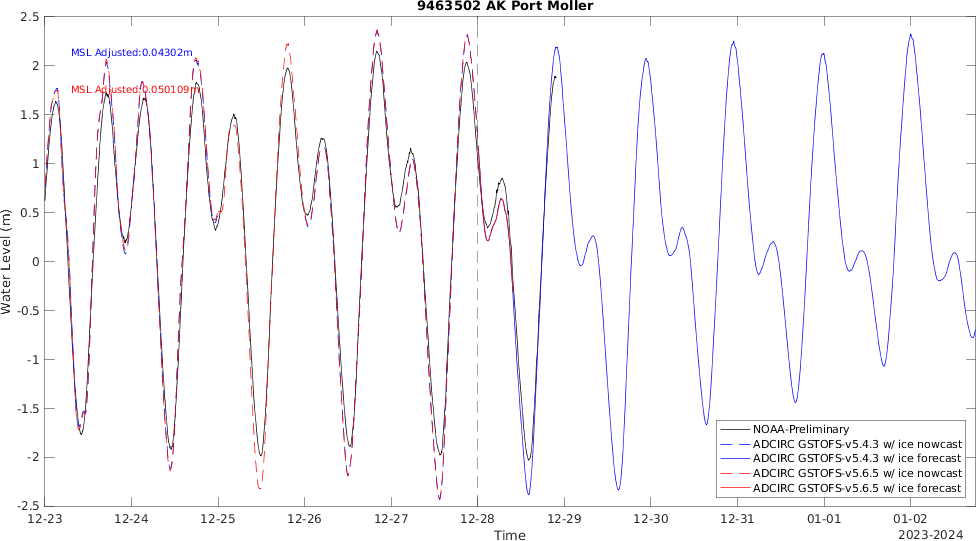 9463502 AK Port Moller
MSL Adjusted:0.04302m
MSL Adjusted:0.050109m
Water Level (m)
2.5
2
1.5
1
0.5
0
-0.5
-1
-1.5
-2
-2.5
NOAA-Preliminary
ADCIRC GSTOFS-v5.4.3 w/ ice nowcast
ADCIRC GSTOFS-v5.4.3 w/ ice forecast
ADCIRC GSTOFS-v5.6.5 w/ ice nowcast
ADCIRC GSTOFS-v5.6.5 w/ ice forecast
12-23 12-24 12-25 12-26 12-27 12-28 12-29 12-30 12-31 01-01 01-02
Time
2023-2024